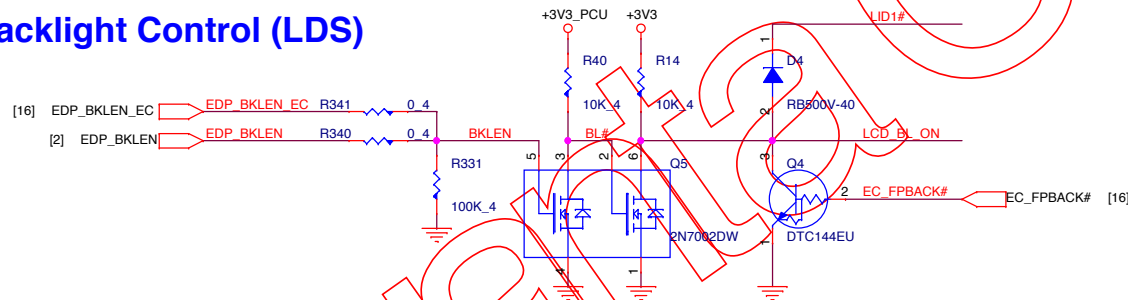 acklight Control (LDS)
+3V3_PCU +3V3
LID1#
R40 R14 D4
1
10K_4 10K_4 RB500V-40
2
[16] EDP_BKLEN_EC EDP_BKLEN_EC R341 0_4
[2] EDP_BKLEN EDP_BKLEN R340 0_4 BKLEN BL# LCD_BL_ON
5 3 2 6 3
R331 Q5 Q4
2 EC_FPBACK# EC_FPBACK# [16]
100K_4
2N7002DW DTC144EU
4 1 1